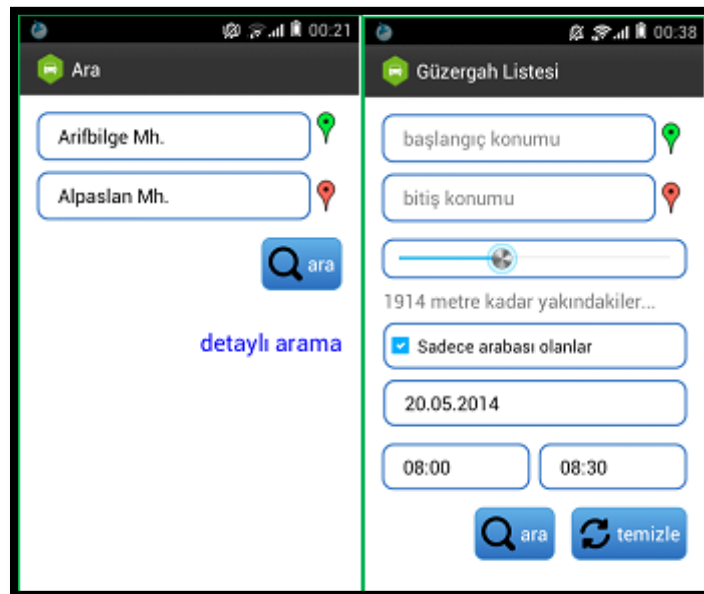 00:21
Ara
Arifbilge Mh.
Alpaslan Mh.
ara
detaylı arama
00:38
Güzergah Listesi
başlangıç konumu
bitiş konumu
1914 metre kadar yakındakiler...
Sadece arabası olanlar
20.05.2014
08:00 08:30
ara temizle